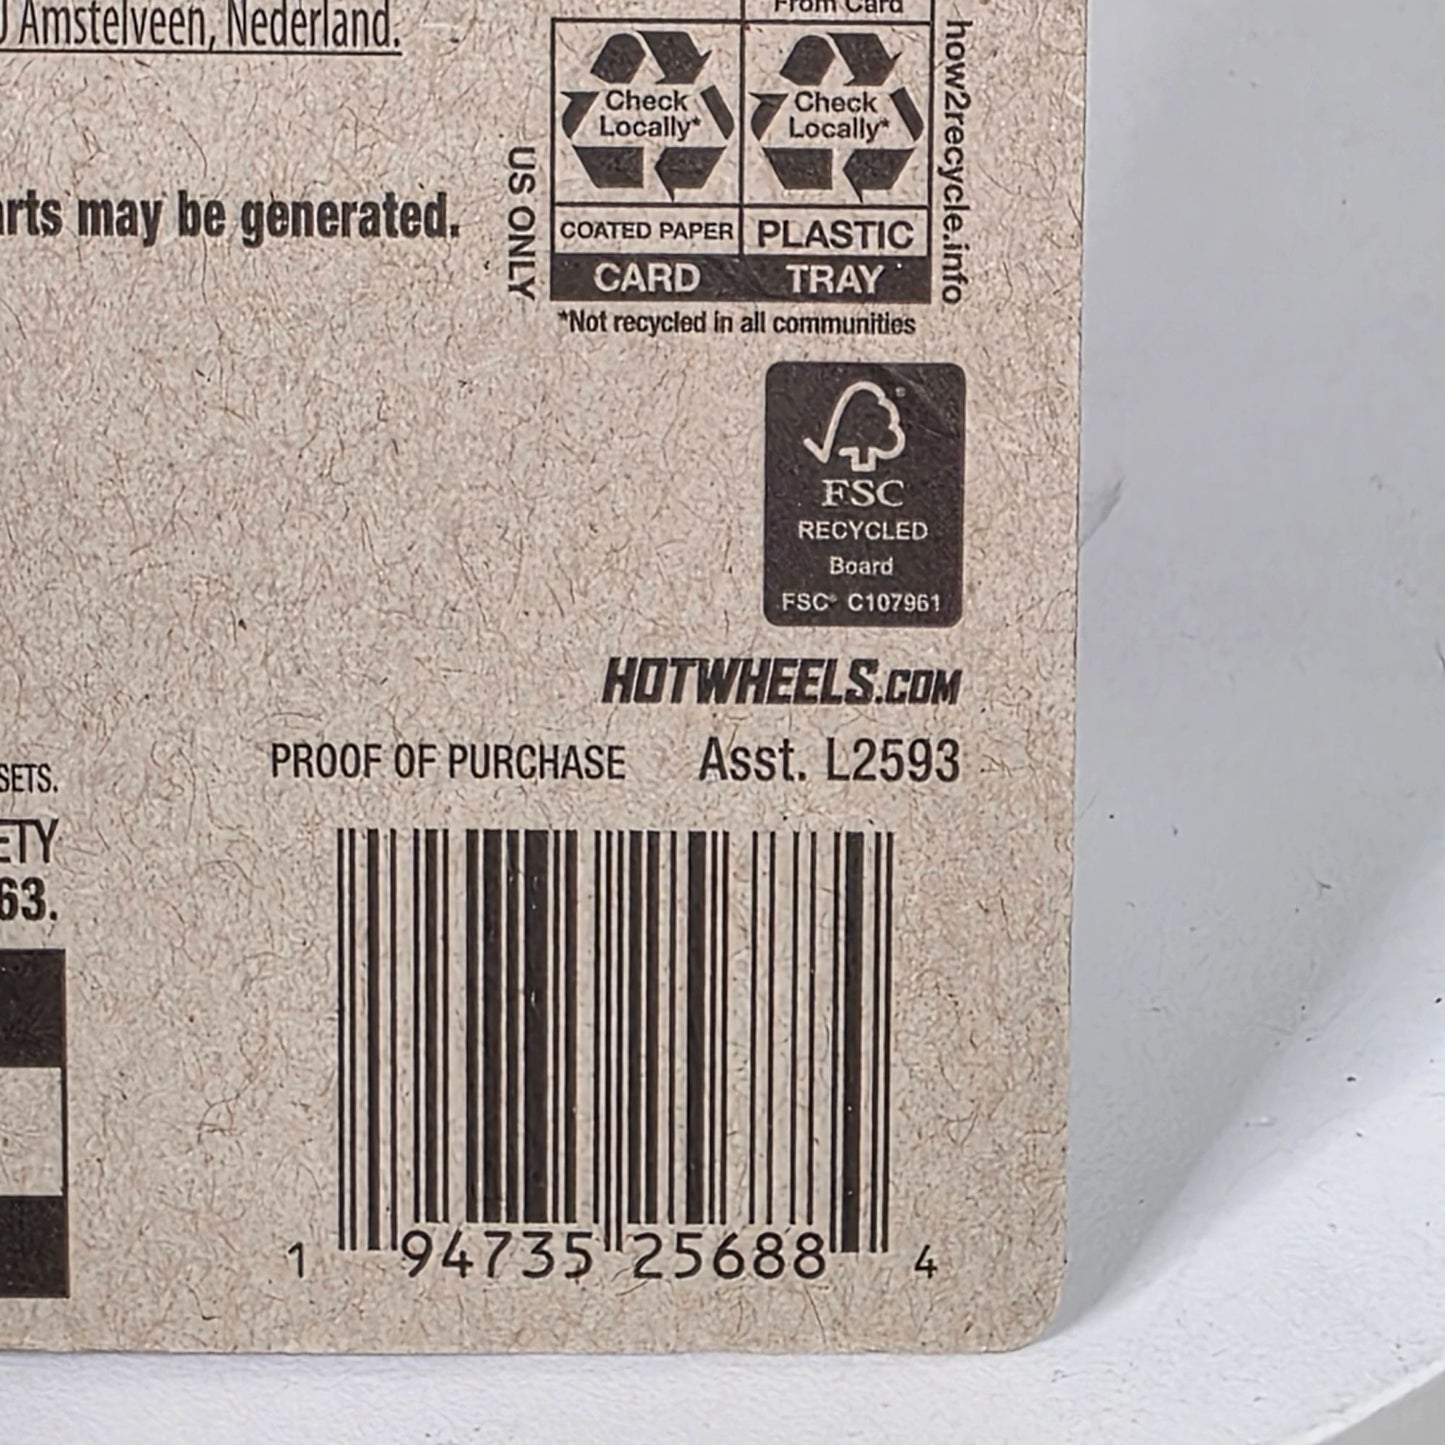 Amstelveen, Nederland.
From Card
Check
Locally*
Check
Locally*
US ONLY
how2recycle.info
COATED PAPER
PLASTIC
CARD
TRAY
*Not recycled in all communities
may be generated.
FSC
RECYCLED
Board
FSC® C107961
HOTWHEELS.COM
PROOF OF PURCHASE Asst. L2593
SETS.
63.
1 94735 25688 4